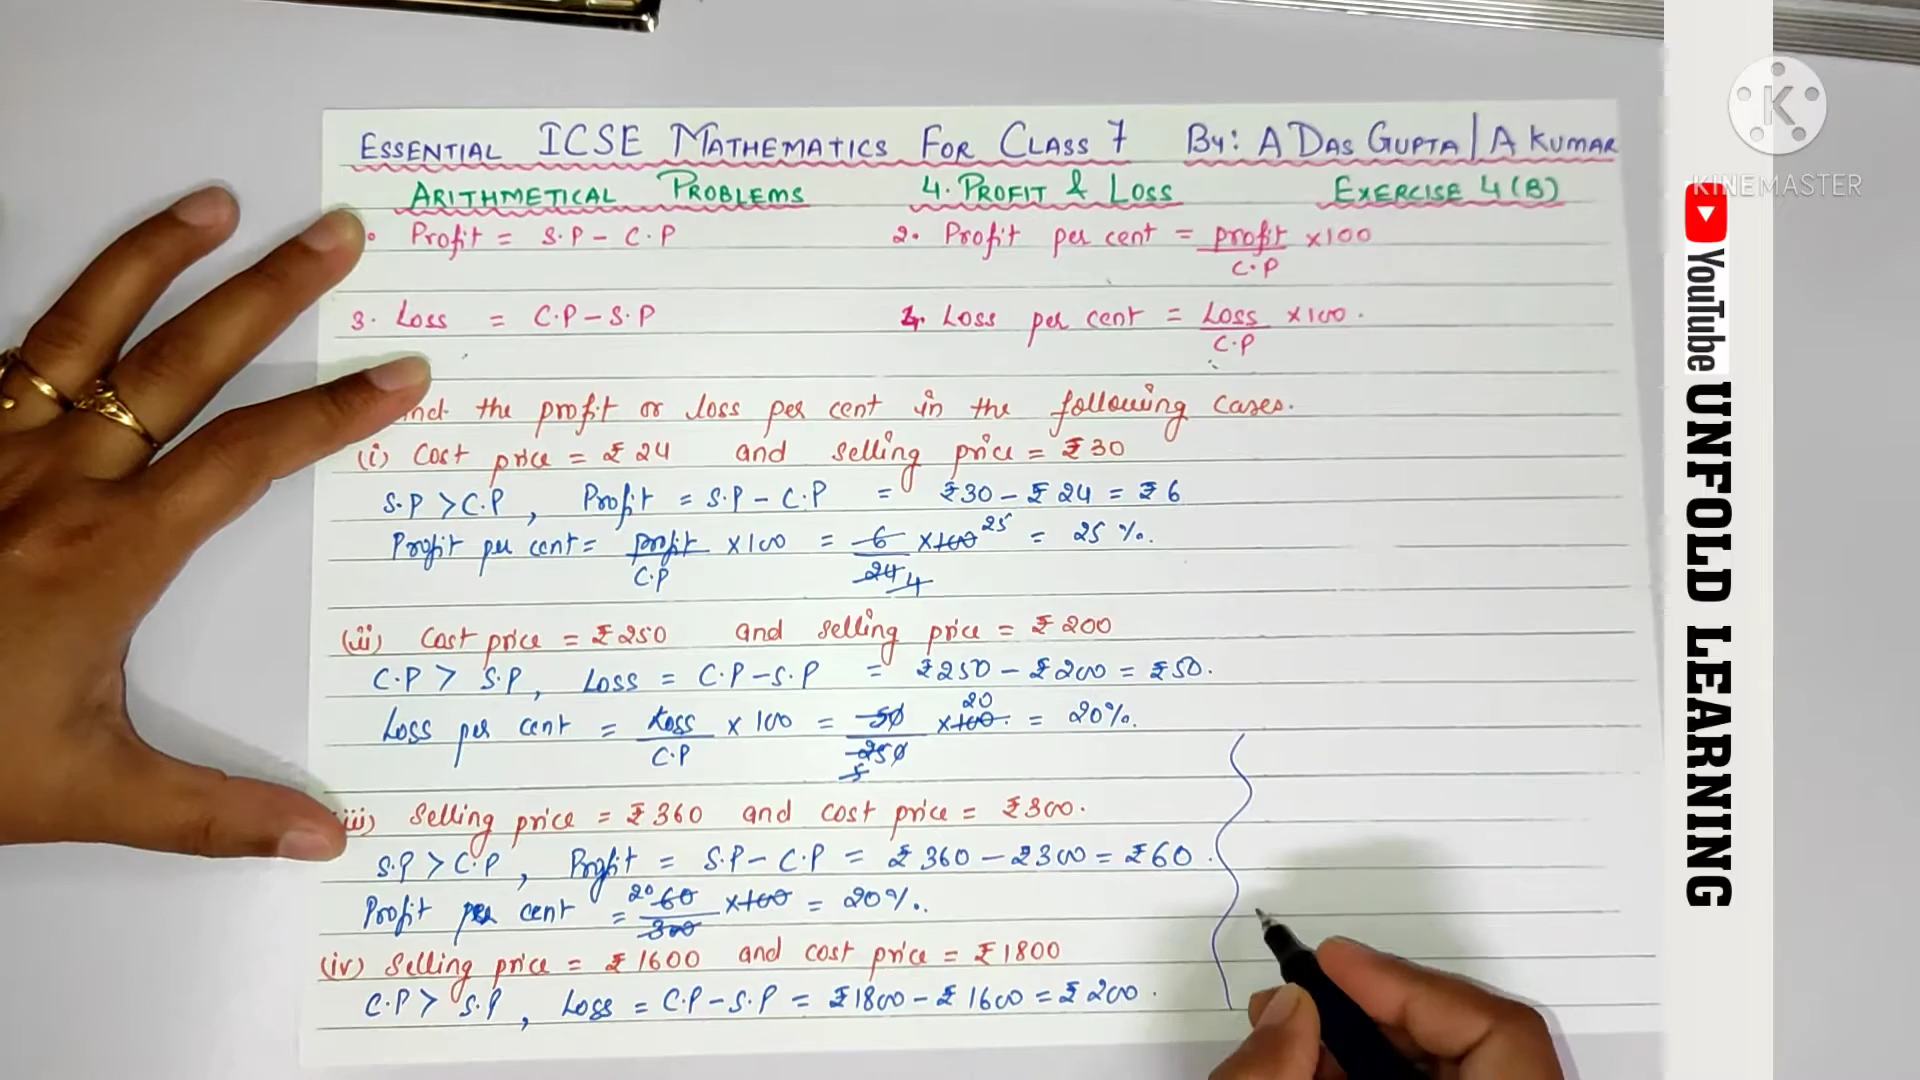 ESSENTIAL ICSE MATHEMATICS FOR CLASS 7 BY: A DAS GUPTA | A KUMAR
ARITHMETICAL PROBLEMS 4. PROFIT & LOSS EXERCISE 4(B)
Profit = S.P - C.P 2. Profit per cent = profit/C.P ×100
3. Loss = C.P - S.P 4. Loss per cent = Loss/C.P ×100.
the profit or loss per cent in the following cases.
(i) Cost price = ₹24 and selling price = ₹30
S.P > C.P, Profit = S.P - C.P = ₹30 - ₹24 = ₹6
Profit per cent = profit/C.P ×100 = 6/24 4 ×100 25 = 25%.
(ii) Cost price = ₹250 and selling price = ₹200
C.P > S.P, Loss = C.P - S.P = ₹250 - ₹200 = ₹50.
Loss per cent = Loss/C.P × 100 = 50/250 5 ×100 20 = 20%.
(iii) Selling price = ₹360 and cost price = ₹300.
S.P > C.P, Profit = S.P - C.P = ₹360 - ₹300 = ₹60.
Profit per cent = 20 60/300 ×100 = 20%.
(iv) Selling price = ₹1600 and cost price = ₹1800
C.P > S.P, Loss = C.P - S.P = ₹1800 - ₹1600 = ₹200.
K
KINEMASTER
YouTube UNFOLD LEARNING